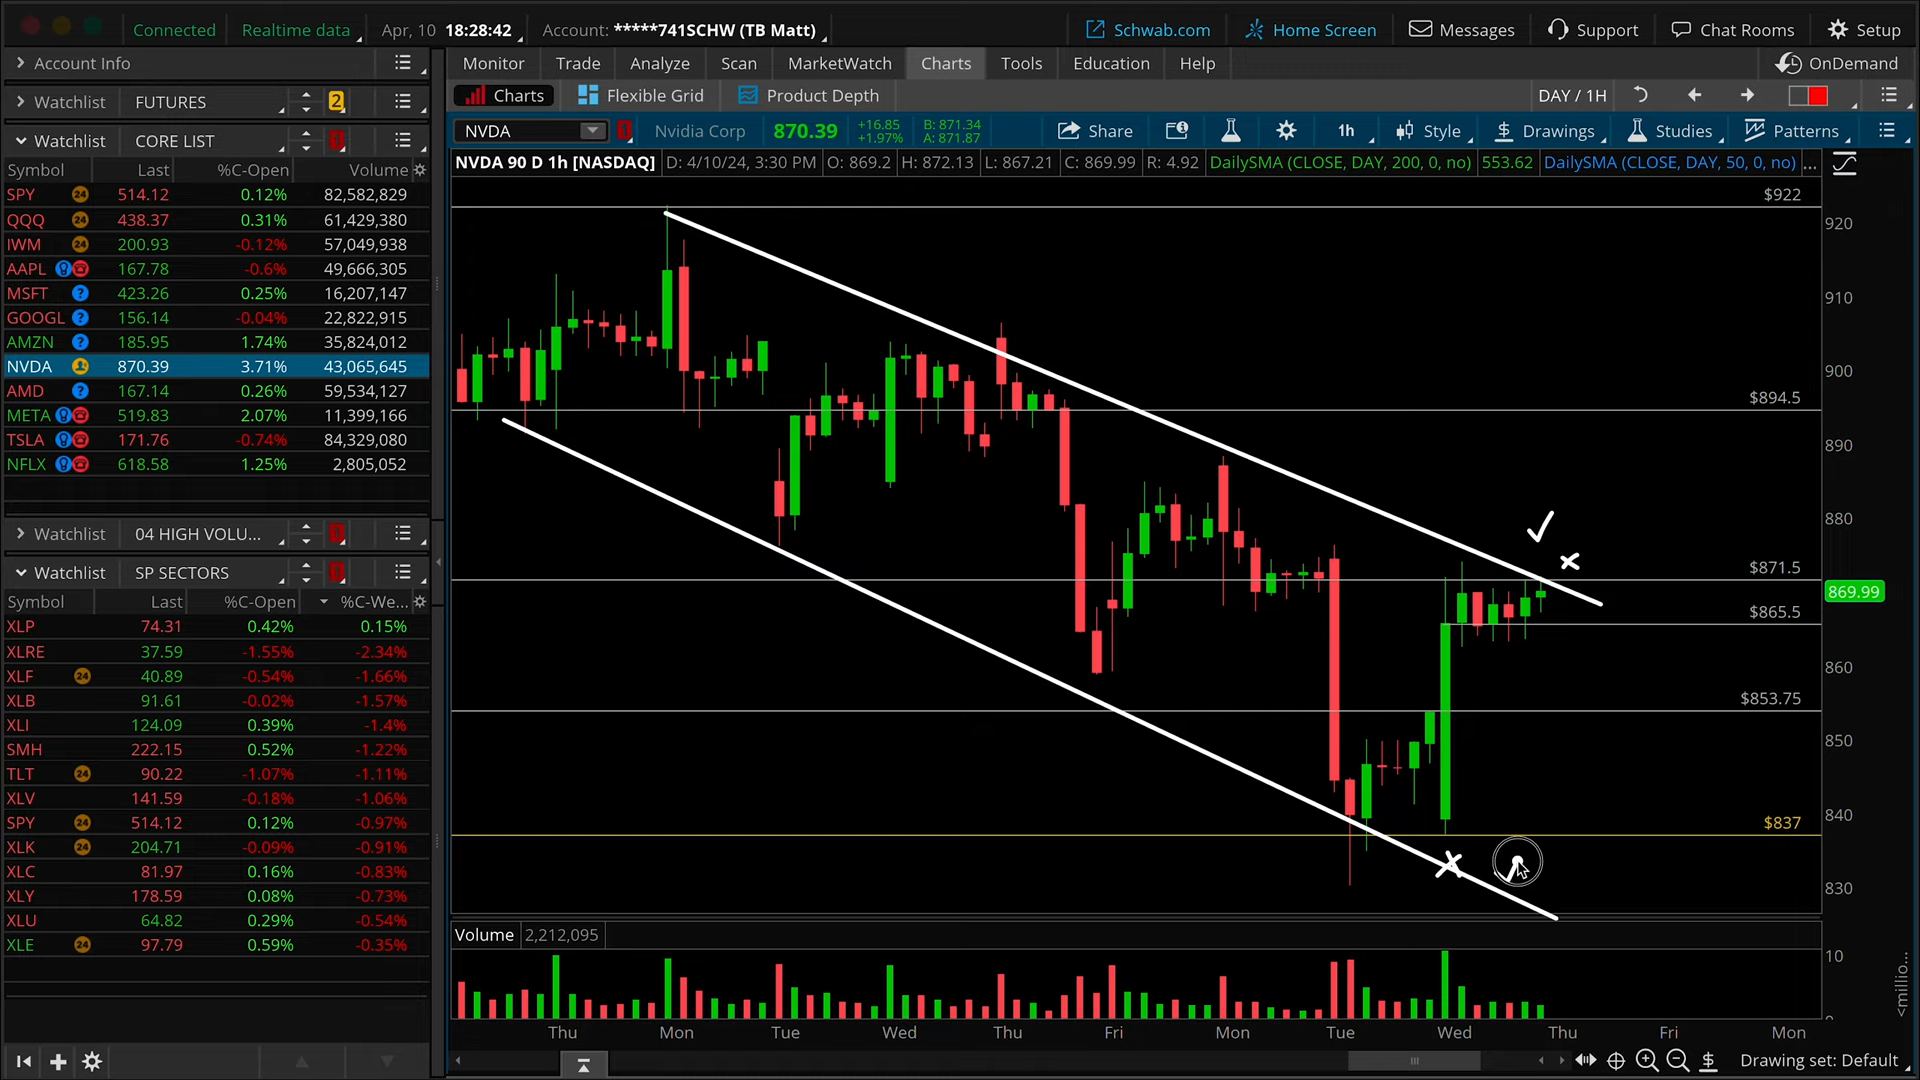 Connected Realtime data Apr, 10 18:28:42 Account: *****741SCHW (TB Matt) Schwab.com Home Screen Messages Support Chat Rooms Setup
Account Info
Monitor Trade Analyze Scan MarketWatch Charts Tools Education Help OnDemand
Watchlist FUTURES 2
Charts Flexible Grid Product Depth DAY / 1H
Watchlist CORE LIST 1
NVDA 1 Nvidia Corp 870.39 +16.85 +1.97% B: 871.34 A: 871.87 Share 1h Style Drawings Studies Patterns
Symbol Last %C-Open Volume
NVDA 90 D 1h [NASDAQ] D: 4/10/24, 3:30 PM O: 869.2 H: 872.13 L: 867.21 C: 869.99 R: 4.92 DailySMA (CLOSE, DAY, 200, 0, no) 553.62 DailySMA (CLOSE, DAY, 50, 0, no) ...
SPY 24 514.12 0.12% 82,582,829
QQQ 24 438.37 0.31% 61,429,380
IWM 24 200.93 -0.12% 57,049,938
AAPL 167.78 -0.6% 49,666,305
MSFT ? 423.26 0.25% 16,207,147
GOOGL ? 156.14 -0.04% 22,822,915
AMZN ? 185.95 1.74% 35,824,012
NVDA 870.39 3.71% 43,065,645
AMD ? 167.14 0.26% 59,534,127
META 519.83 2.07% 11,399,166
TSLA 171.76 -0.74% 84,329,080
NFLX 618.58 1.25% 2,805,052
Watchlist 04 HIGH VOLU... 1
Watchlist SP SECTORS 1
Symbol Last %C-Open %C-We...
XLP 74.31 0.42% 0.15%
XLRE 37.59 -1.55% -2.34%
XLF 24 40.89 -0.54% -1.66%
XLB 91.61 -0.02% -1.57%
XLI 124.09 0.39% -1.4%
SMH 222.15 0.52% -1.22%
TLT 24 90.22 -1.07% -1.11%
XLV 141.59 -0.18% -1.06%
SPY 24 514.12 0.12% -0.97%
XLK 24 204.71 -0.09% -0.91%
XLC 81.97 0.16% -0.83%
XLY 178.59 0.08% -0.73%
XLU 64.82 0.29% -0.54%
XLE 24 97.79 0.59% -0.35%
$922
920
910
900
$894.5
890
880
$871.5
869.99
$865.5
860
$853.75
850
$837
840
830
Volume 2,212,095
10
0
<millio...
Thu Mon Tue Wed Thu Fri Mon Tue Wed Thu Fri Mon
$ Drawing set: Default